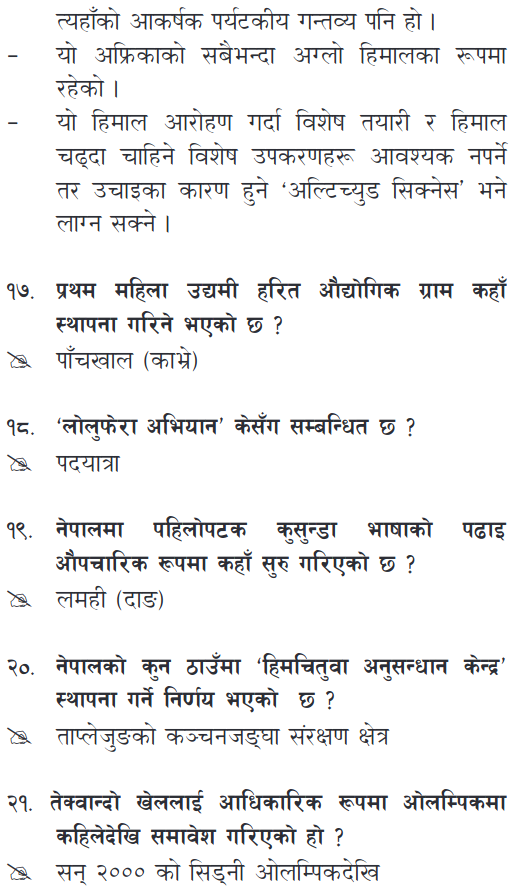 त्यहाँको आकर्षक पर्यटकीय गन्तव्य पनि हो ।
– यो अफ्रिकाको सबैभन्दा अग्लो हिमालका रूपमा
रहेको ।
– यो हिमाल आरोहण गर्दा विशेष तयारी र हिमाल
चढ्दा चाहिने विशेष उपकरणहरू आवश्यक नपर्ने
तर उचाइका कारण हुने ‘अल्टिच्युड सिक्नेस’ भने
लाग्न सक्ने ।
१७. प्रथम महिला उद्यमी हरित औद्योगिक ग्राम कहाँ
स्थापना गरिने भएको छ ?
पाँचखाल (काभ्रे)
१८. ‘लोलुफेरा अभियान’ केसँग सम्बन्धित छ ?
पदयात्रा
१९. नेपालमा पहिलोपटक कुसुन्डा भाषाको पढाइ
औपचारिक रूपमा कहाँ सुरु गरिएको छ ?
लमही (दाङ)
२०. नेपालको कुन ठाउँमा ‘हिमचितुवा अनुसन्धान केन्द्र’
स्थापना गर्ने निर्णय भएको छ ?
ताप्लेजुङको कञ्चनजङ्घा संरक्षण क्षेत्र
२१. तेक्वान्दो खेललाई आधिकारिक रूपमा ओलम्पिकमा
कहिलेदेखि समावेश गरिएको हो ?
सन् २००० को सिड्नी ओलम्पिकदेखि